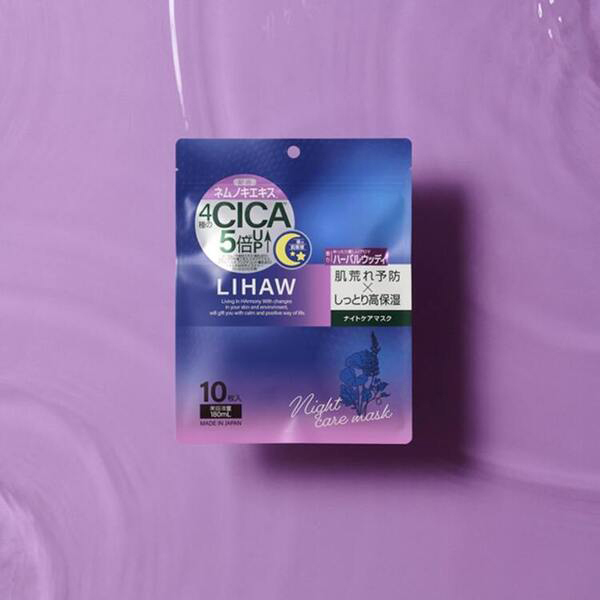 ネムノキエキス
4種の CICA
5倍UP↑
香り
ハーバルウッディ
LIHAW
Living In HArmony With changes
in your skin and environment,
will gift you with calm and positive way of life.
肌荒れ予防
×
しっとり高保湿
ナイトケアマスク
10枚入
美容液量
180mL
MADE IN JAPAN
Night
care mask